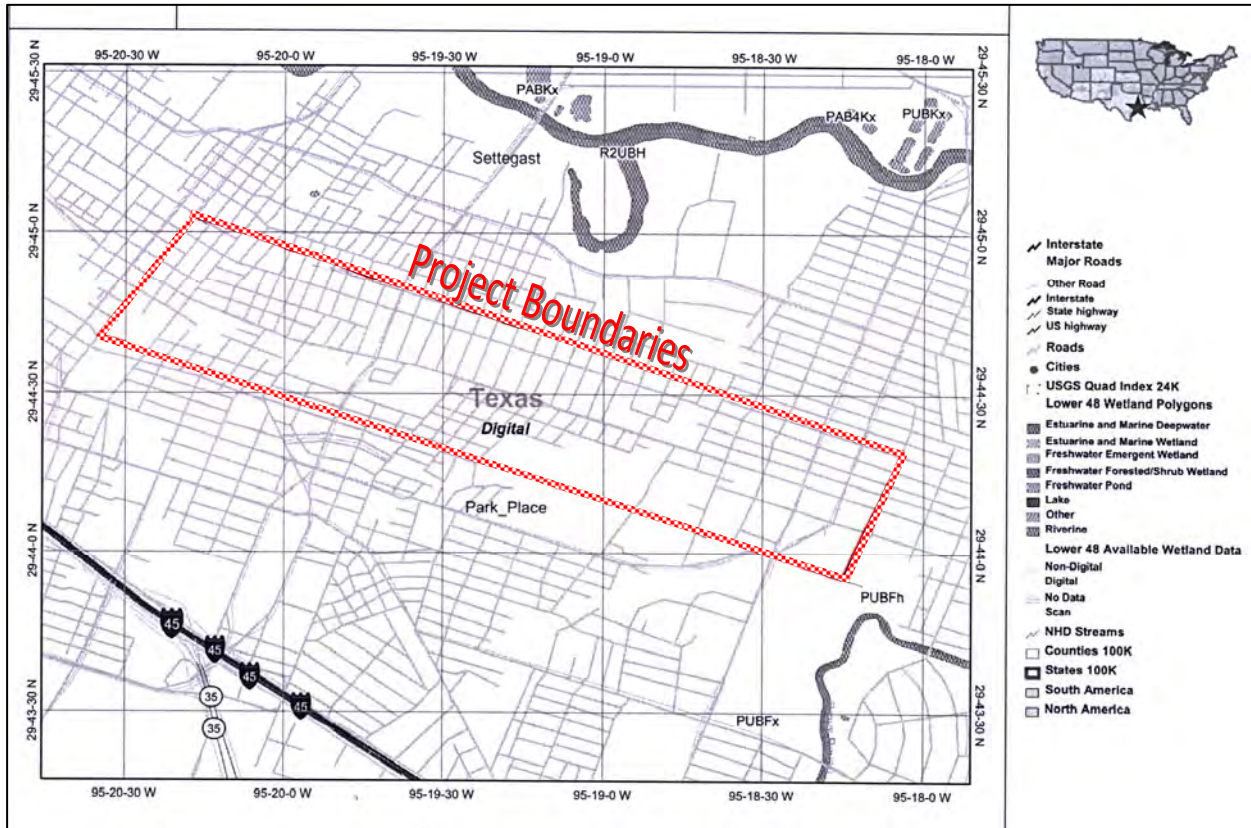 95-20-30 W
95-20-0 W
95-19-30 W
95-19-0 W
95-18-30 W
95-18-0 W
29-45-30 N
29-45-30 N
PABKx
PAB4Kx
PUBKx
Settegast
R2UBH
29-45-0 N
29-45-0 N
Project Boundaries
29-44-30 N
29-44-30 N
Texas
Digital
Park_Place
29-44-0 N
29-44-0 N
PUBFh
45
45
45
45
35
35
PUBFx
29-43-30 N
29-43-30 N
95-20-30 W
95-20-0 W
95-19-30 W
95-19-0 W
95-18-30 W
95-18-0 W
Interstate
Major Roads
Other Road
Interstate
State highway
US highway
Roads
Cities
USGS Quad Index 24K
Lower 48 Wetland Polygons
Estuarine and Marine Deepwater
Estuarine and Marine Wetland
Freshwater Emergent Wetland
Freshwater Forested/Shrub Wetland
Freshwater Pond
Lake
Other
Riverine
Lower 48 Available Wetland Data
Non-Digital
Digital
No Data
Scan
NHD Streams
Counties 100K
States 100K
South America
North America